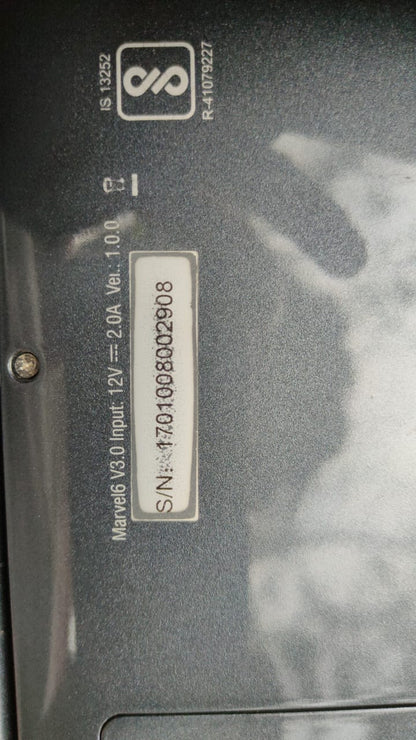 IS 13252
R-41079227
Marvel6 V3.0 Input: 12V ⎓ 2.0A Ver.: 1.0.0
S/N: 1701008002908